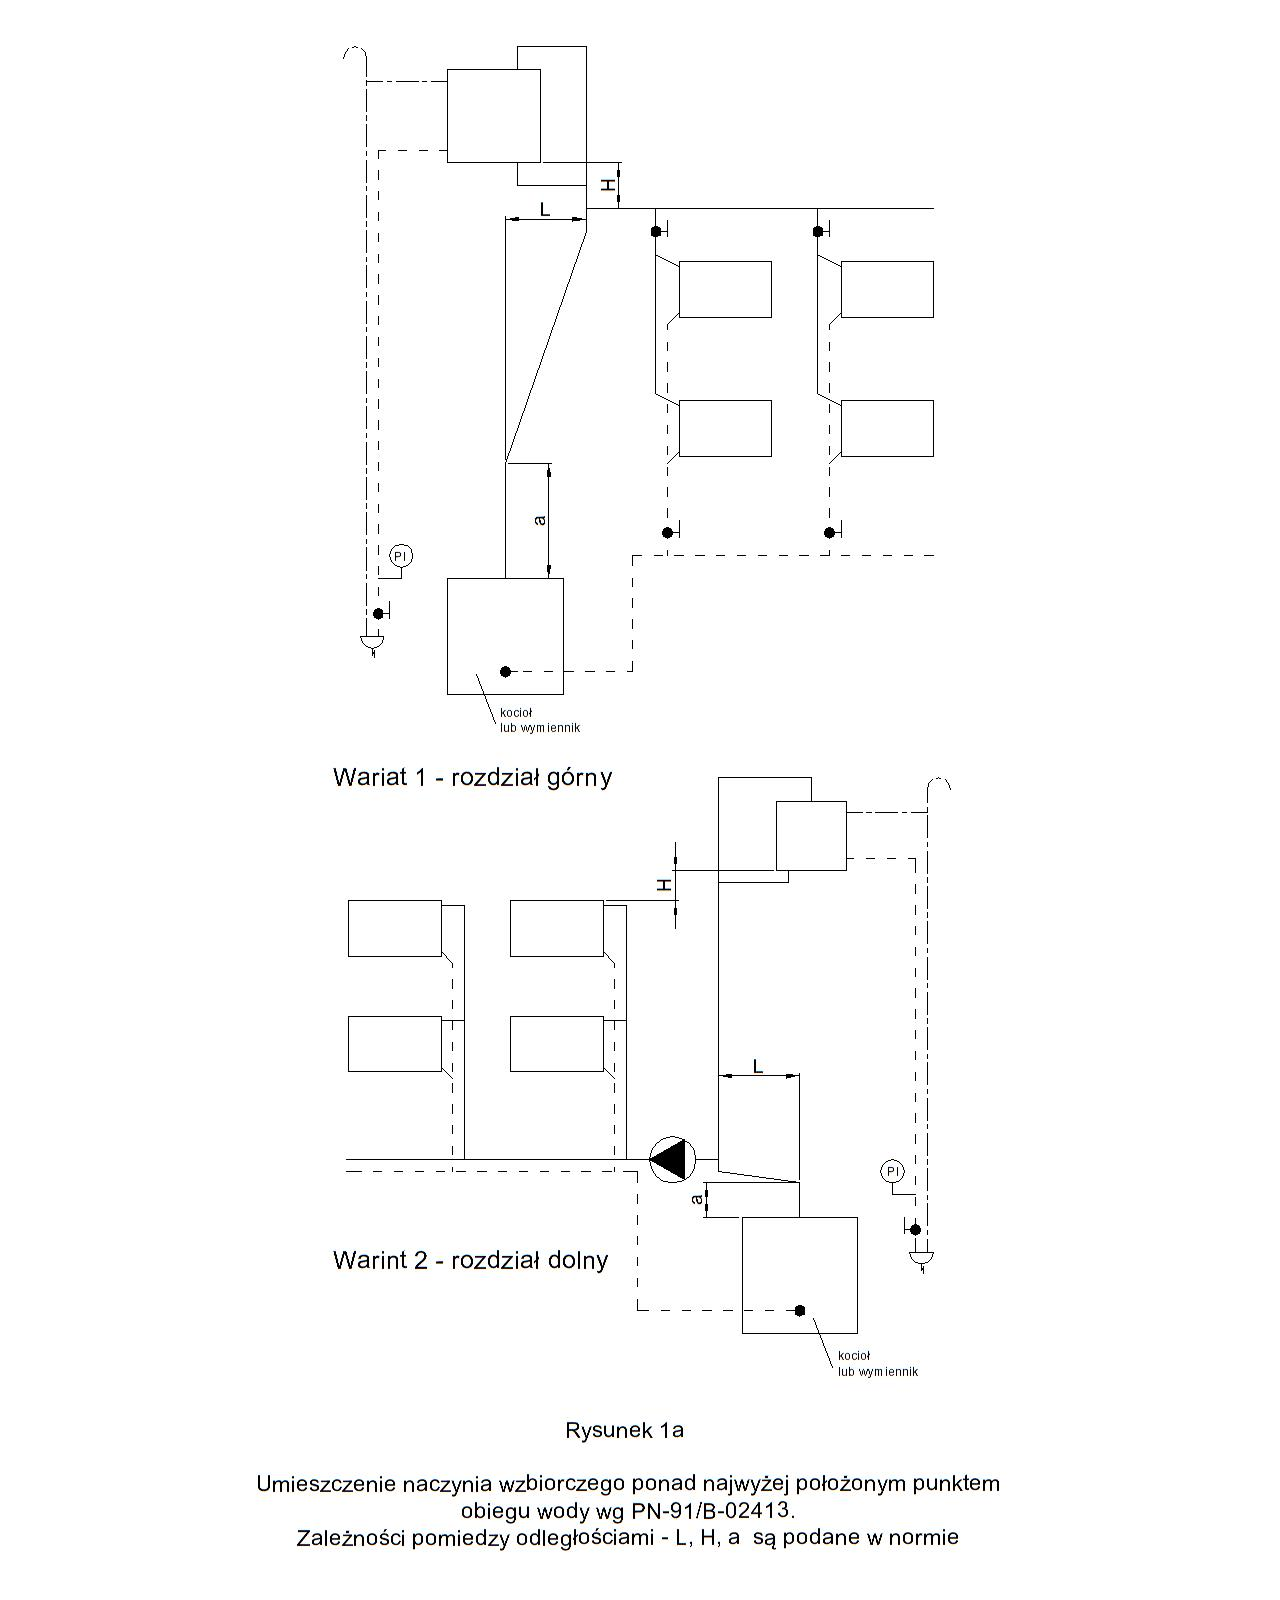 H
L
a
PI
kocioł
lub wymiennik
Wariat 1 - rozdział górny
H
L
PI
a
Warint 2 - rozdział dolny
kocioł
lub wymiennik
Rysunek 1a
Umieszczenie naczynia wzbiorczego ponad najwyżej położonym punktem
obiegu wody wg PN-91/B-02413.
Zależności pomiedzy odległościami - L, H, a są podane w normie